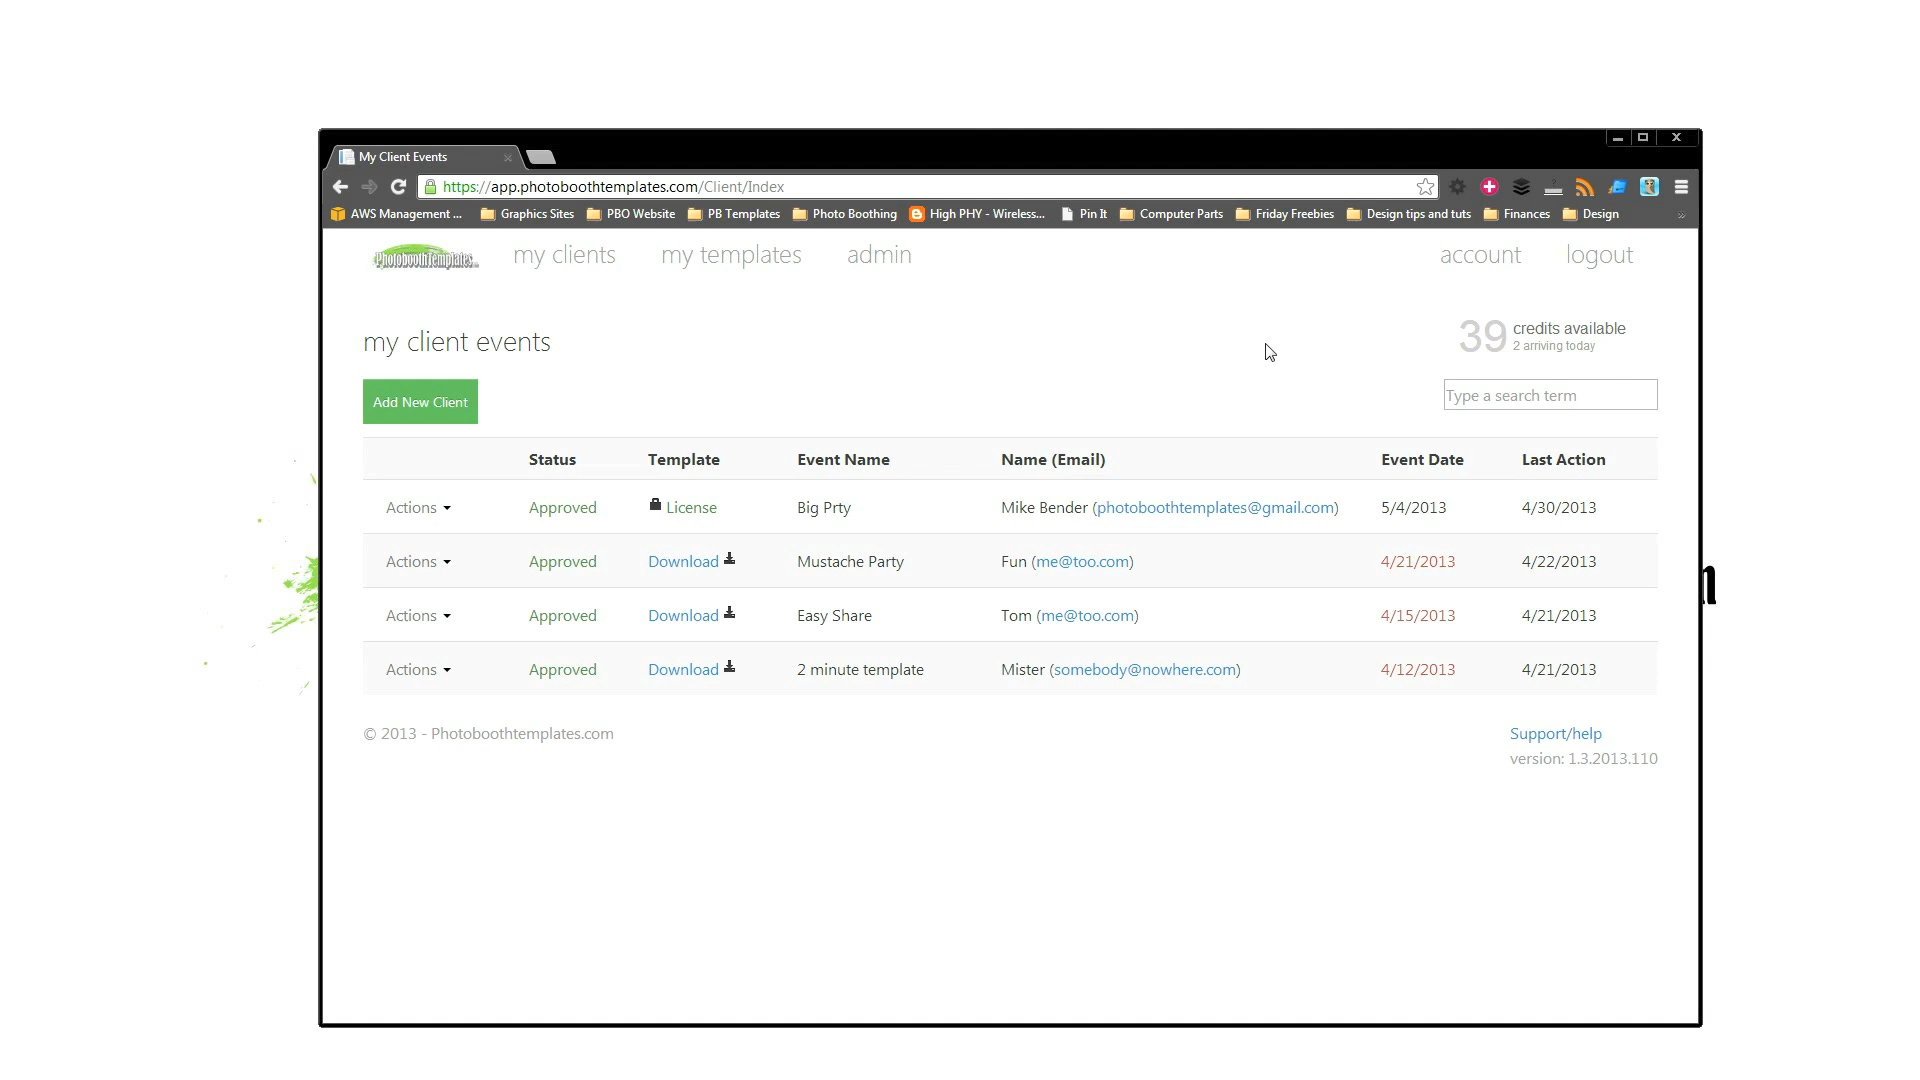 My Client Events
https://app.photoboothtemplates.com/Client/Index
AWS Management ... Graphics Sites PBO Website PB Templates Photo Boothing High PHY - Wireless... Pin It Computer Parts Friday Freebies Design tips and tuts Finances Design »
PhotoboothTemplates my clients my templates admin account logout
my client events
39 credits available
2 arriving today
Add New Client
Type a search term
Status Template Event Name Name (Email) Event Date Last Action
Actions Approved License Big Prty Mike Bender (photoboothtemplates@gmail.com) 5/4/2013 4/30/2013
Actions Approved Download Mustache Party Fun (me@too.com) 4/21/2013 4/22/2013
Actions Approved Download Easy Share Tom (me@too.com) 4/15/2013 4/21/2013
Actions Approved Download 2 minute template Mister (somebody@nowhere.com) 4/12/2013 4/21/2013
© 2013 - Photoboothtemplates.com
Support/help
version: 1.3.2013.110